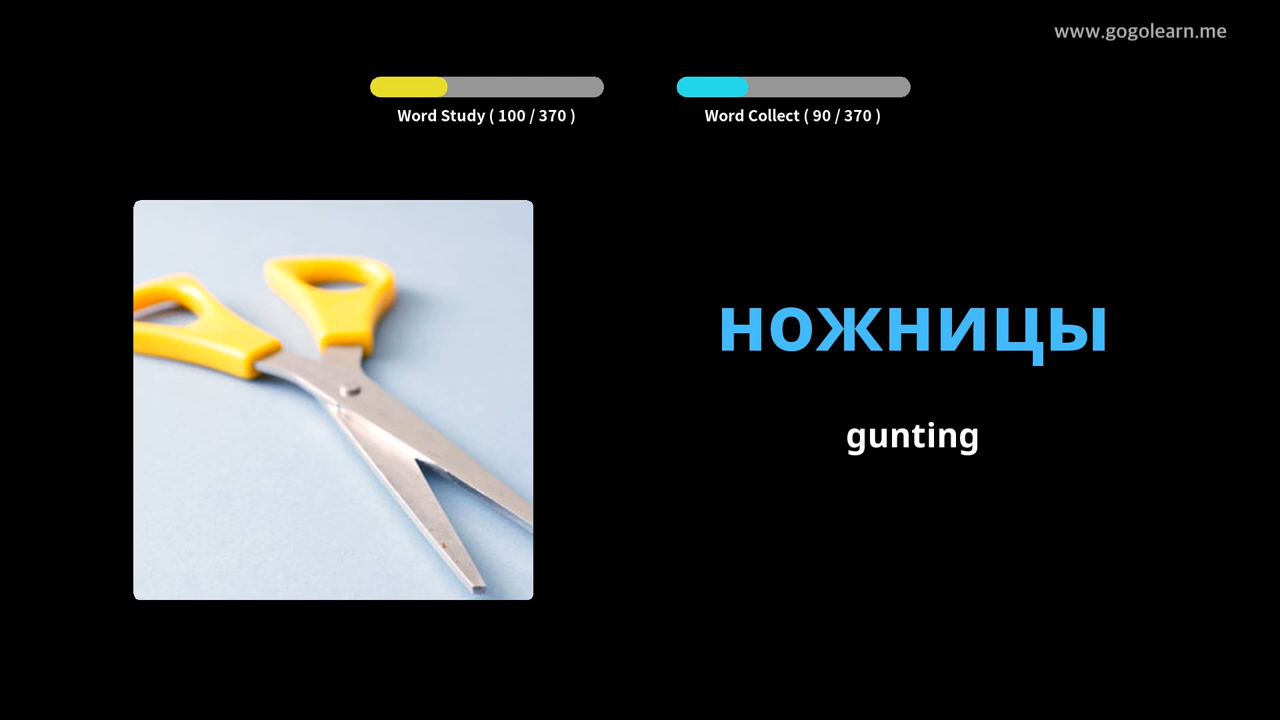 www.gogolearn.me
Word Study ( 100 / 370 )
Word Collect ( 90 / 370 )
ножницы
gunting